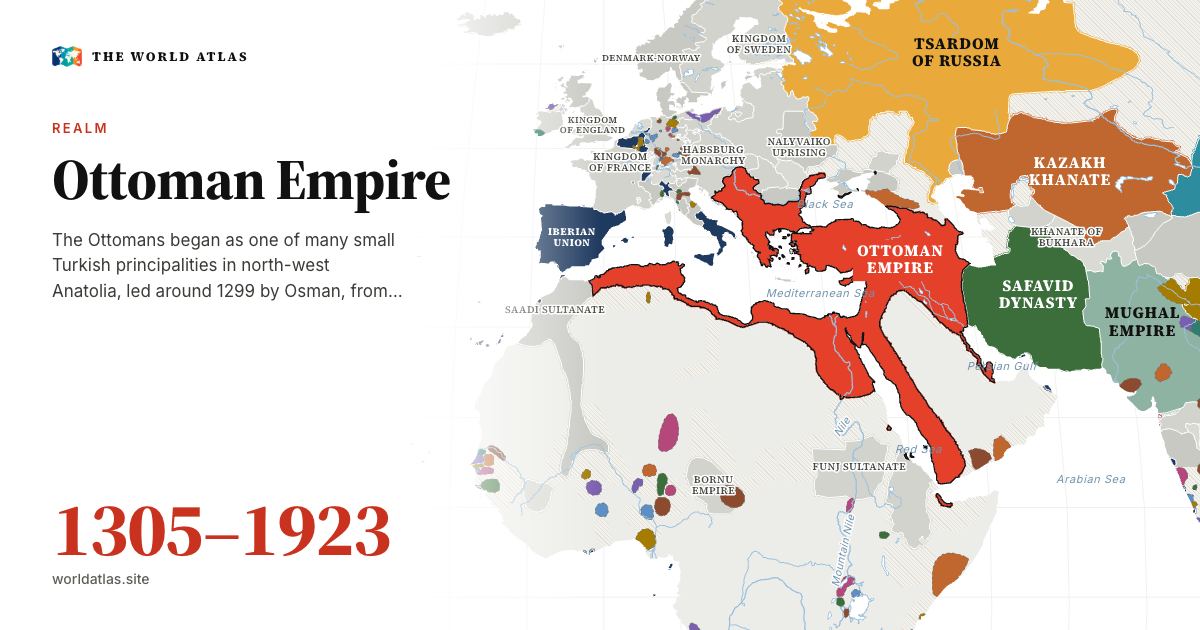 THE WORLD ATLAS
REALM
Ottoman Empire
The Ottomans began as one of many small
Turkish principalities in north-west
Anatolia, led around 1299 by Osman, from...
1305–1923
worldatlas.site
KINGDOM
OF SWEDEN
DENMARK-NORWAY
TSARDOM
OF RUSSIA
KINGDOM
OF ENGLAND
KINGDOM
OF FRANCE
HABSBURG
MONARCHY
NALYVAIKO
UPRISING
KAZAKH
KHANATE
IBERIAN
UNION
Black Sea
KHANATE OF
BUKHARA
OTTOMAN
EMPIRE
SAFAVID
DYNASTY
Mediterranean Sea
SAADI SULTANATE
MUGHAL
EMPIRE
Persian Gulf
Nile
Red Sea
FUNJ SULTANATE
BORNU
EMPIRE
Arabian Sea
Mountain Nile